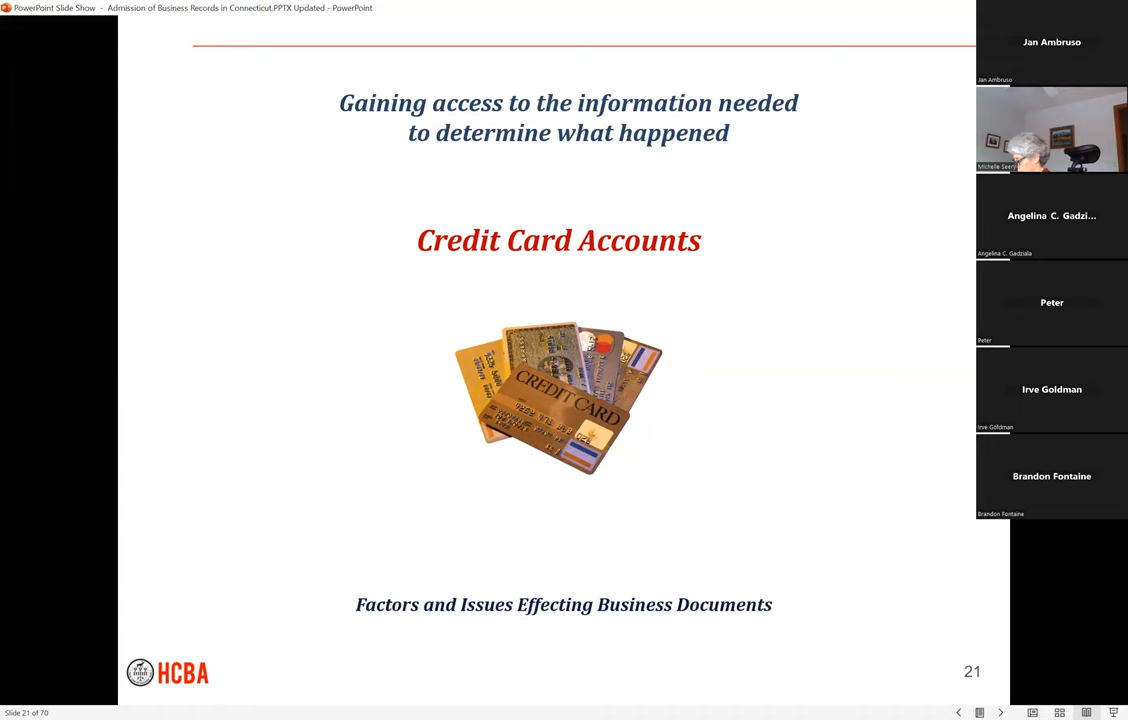 PowerPoint Slide Show - Admission of Business Records in Connecticut.PPTX Updated - PowerPoint
Gaining access to the information needed
to determine what happened
Credit Card Accounts
CREDIT CARD
Factors and Issues Effecting Business Documents
HCBA
21
Slide 21 of 70
Jan Ambruso
Jan Ambruso
Michelle Seery
Angelina C. Gadzi...
Angelina C. Gadziala
Peter
Peter
Irve Goldman
Irve Goldman
Brandon Fontaine
Brandon Fontaine